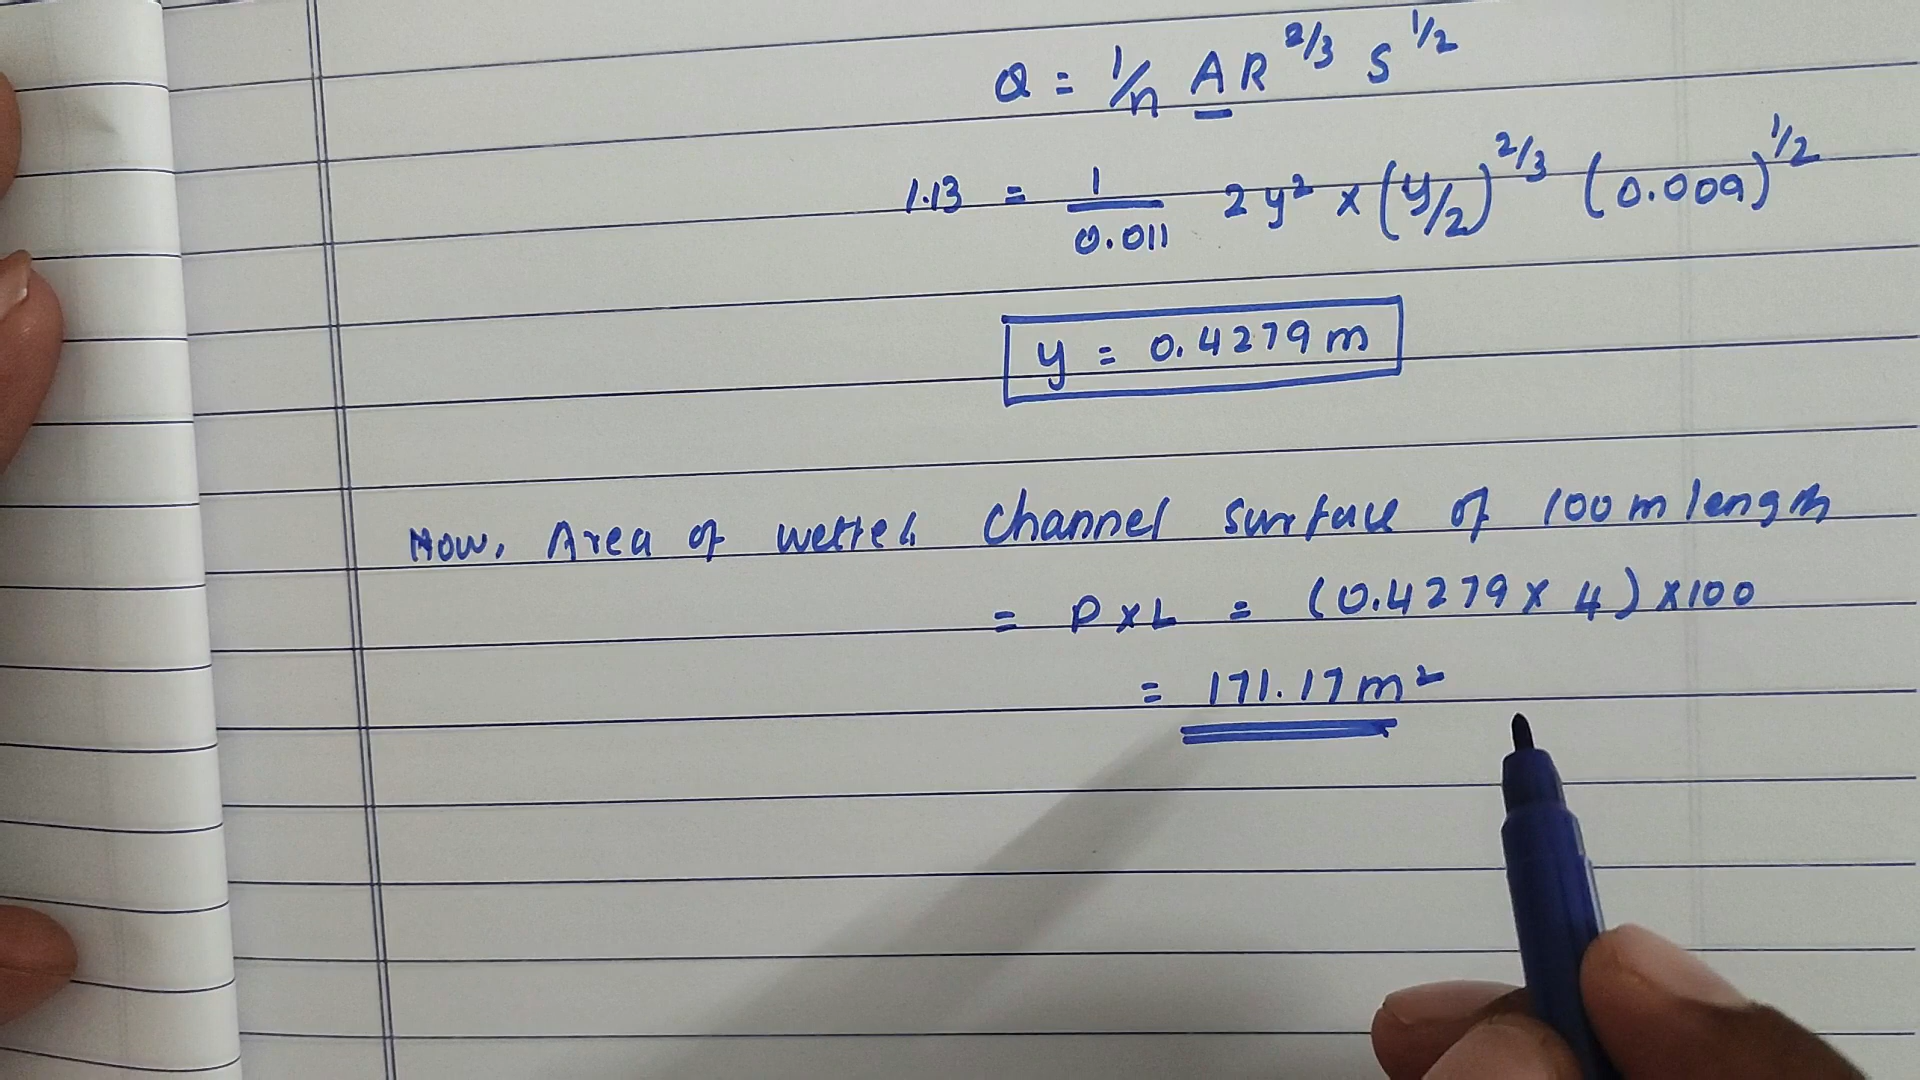 Q = 1/n A R^2/3 S^1/2
1.13 = 1/0.011 2y² × (y/2)^2/3 (0.009)^1/2
y = 0.4279 m
Now, Area of wetted channel surface of 100 m length
= P × L = (0.4279 × 4) × 100
= 171.17 m²